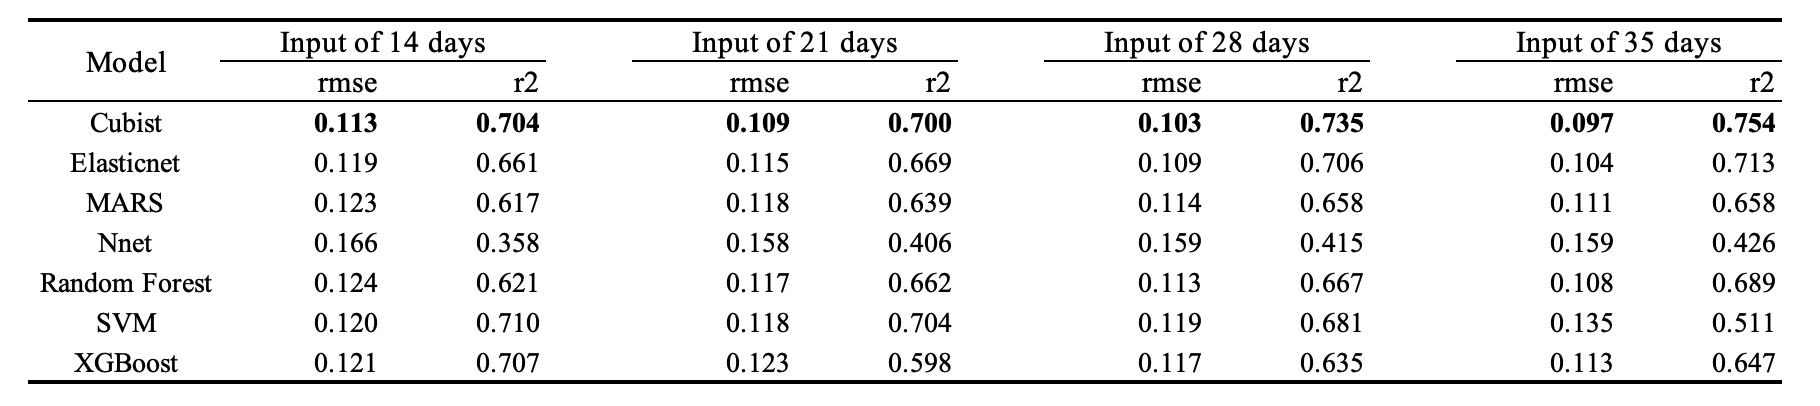 Model Input of 14 days Input of 21 days Input of 28 days Input of 35 days
rmse r2 rmse r2 rmse r2 rmse r2
Cubist 0.113 0.704 0.109 0.700 0.103 0.735 0.097 0.754
Elasticnet 0.119 0.661 0.115 0.669 0.109 0.706 0.104 0.713
MARS 0.123 0.617 0.118 0.639 0.114 0.658 0.111 0.658
Nnet 0.166 0.358 0.158 0.406 0.159 0.415 0.159 0.426
Random Forest 0.124 0.621 0.117 0.662 0.113 0.667 0.108 0.689
SVM 0.120 0.710 0.118 0.704 0.119 0.681 0.135 0.511
XGBoost 0.121 0.707 0.123 0.598 0.117 0.635 0.113 0.647